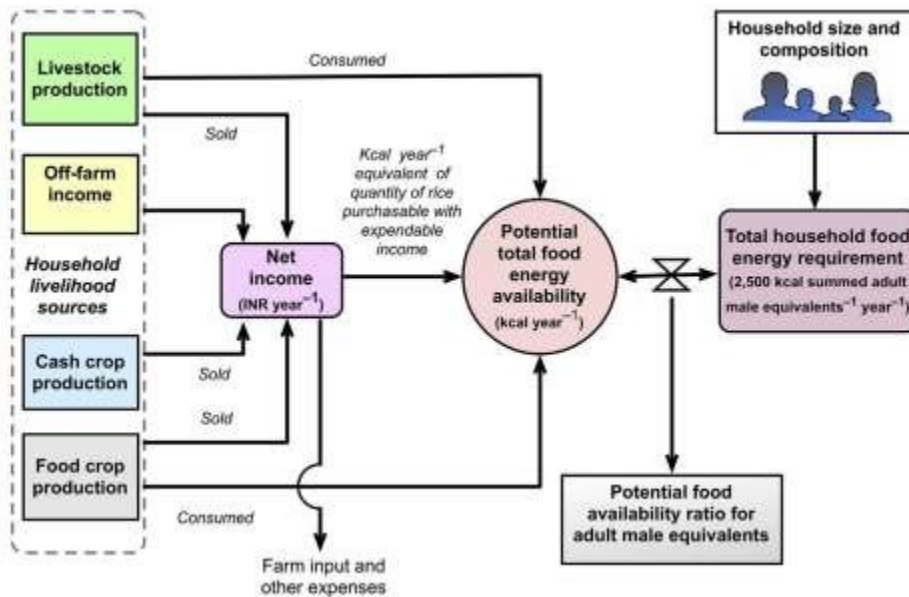 Livestock
production
Off-farm
income
Household
livelihood
sources
Cash crop
production
Food crop
production
Consumed
Sold
Kcal year⁻¹
equivalent of
quantity of rice
purchasable with
expendable
income
Net
income
(INR year⁻¹)
Sold
Sold
Consumed
Farm input and
other expenses
Potential
total food
energy
availability
(kcal year⁻¹)
Household size and
composition
Total household food
energy requirement
(2,500 kcal summed adult
male equivalents⁻¹ year⁻¹)
Potential food
availability ratio for
adult male equivalents